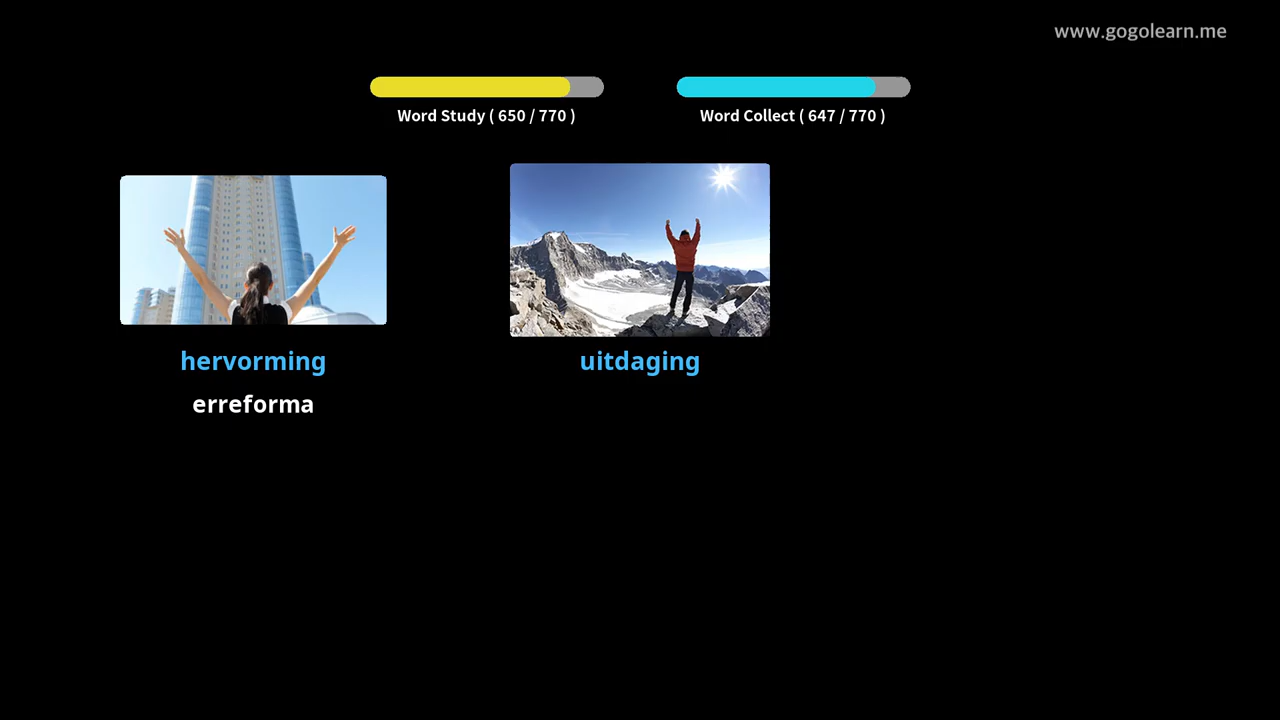 www.gogolearn.me
Word Study ( 650 / 770 )
Word Collect ( 647 / 770 )
hervorming
uitdaging
erreforma